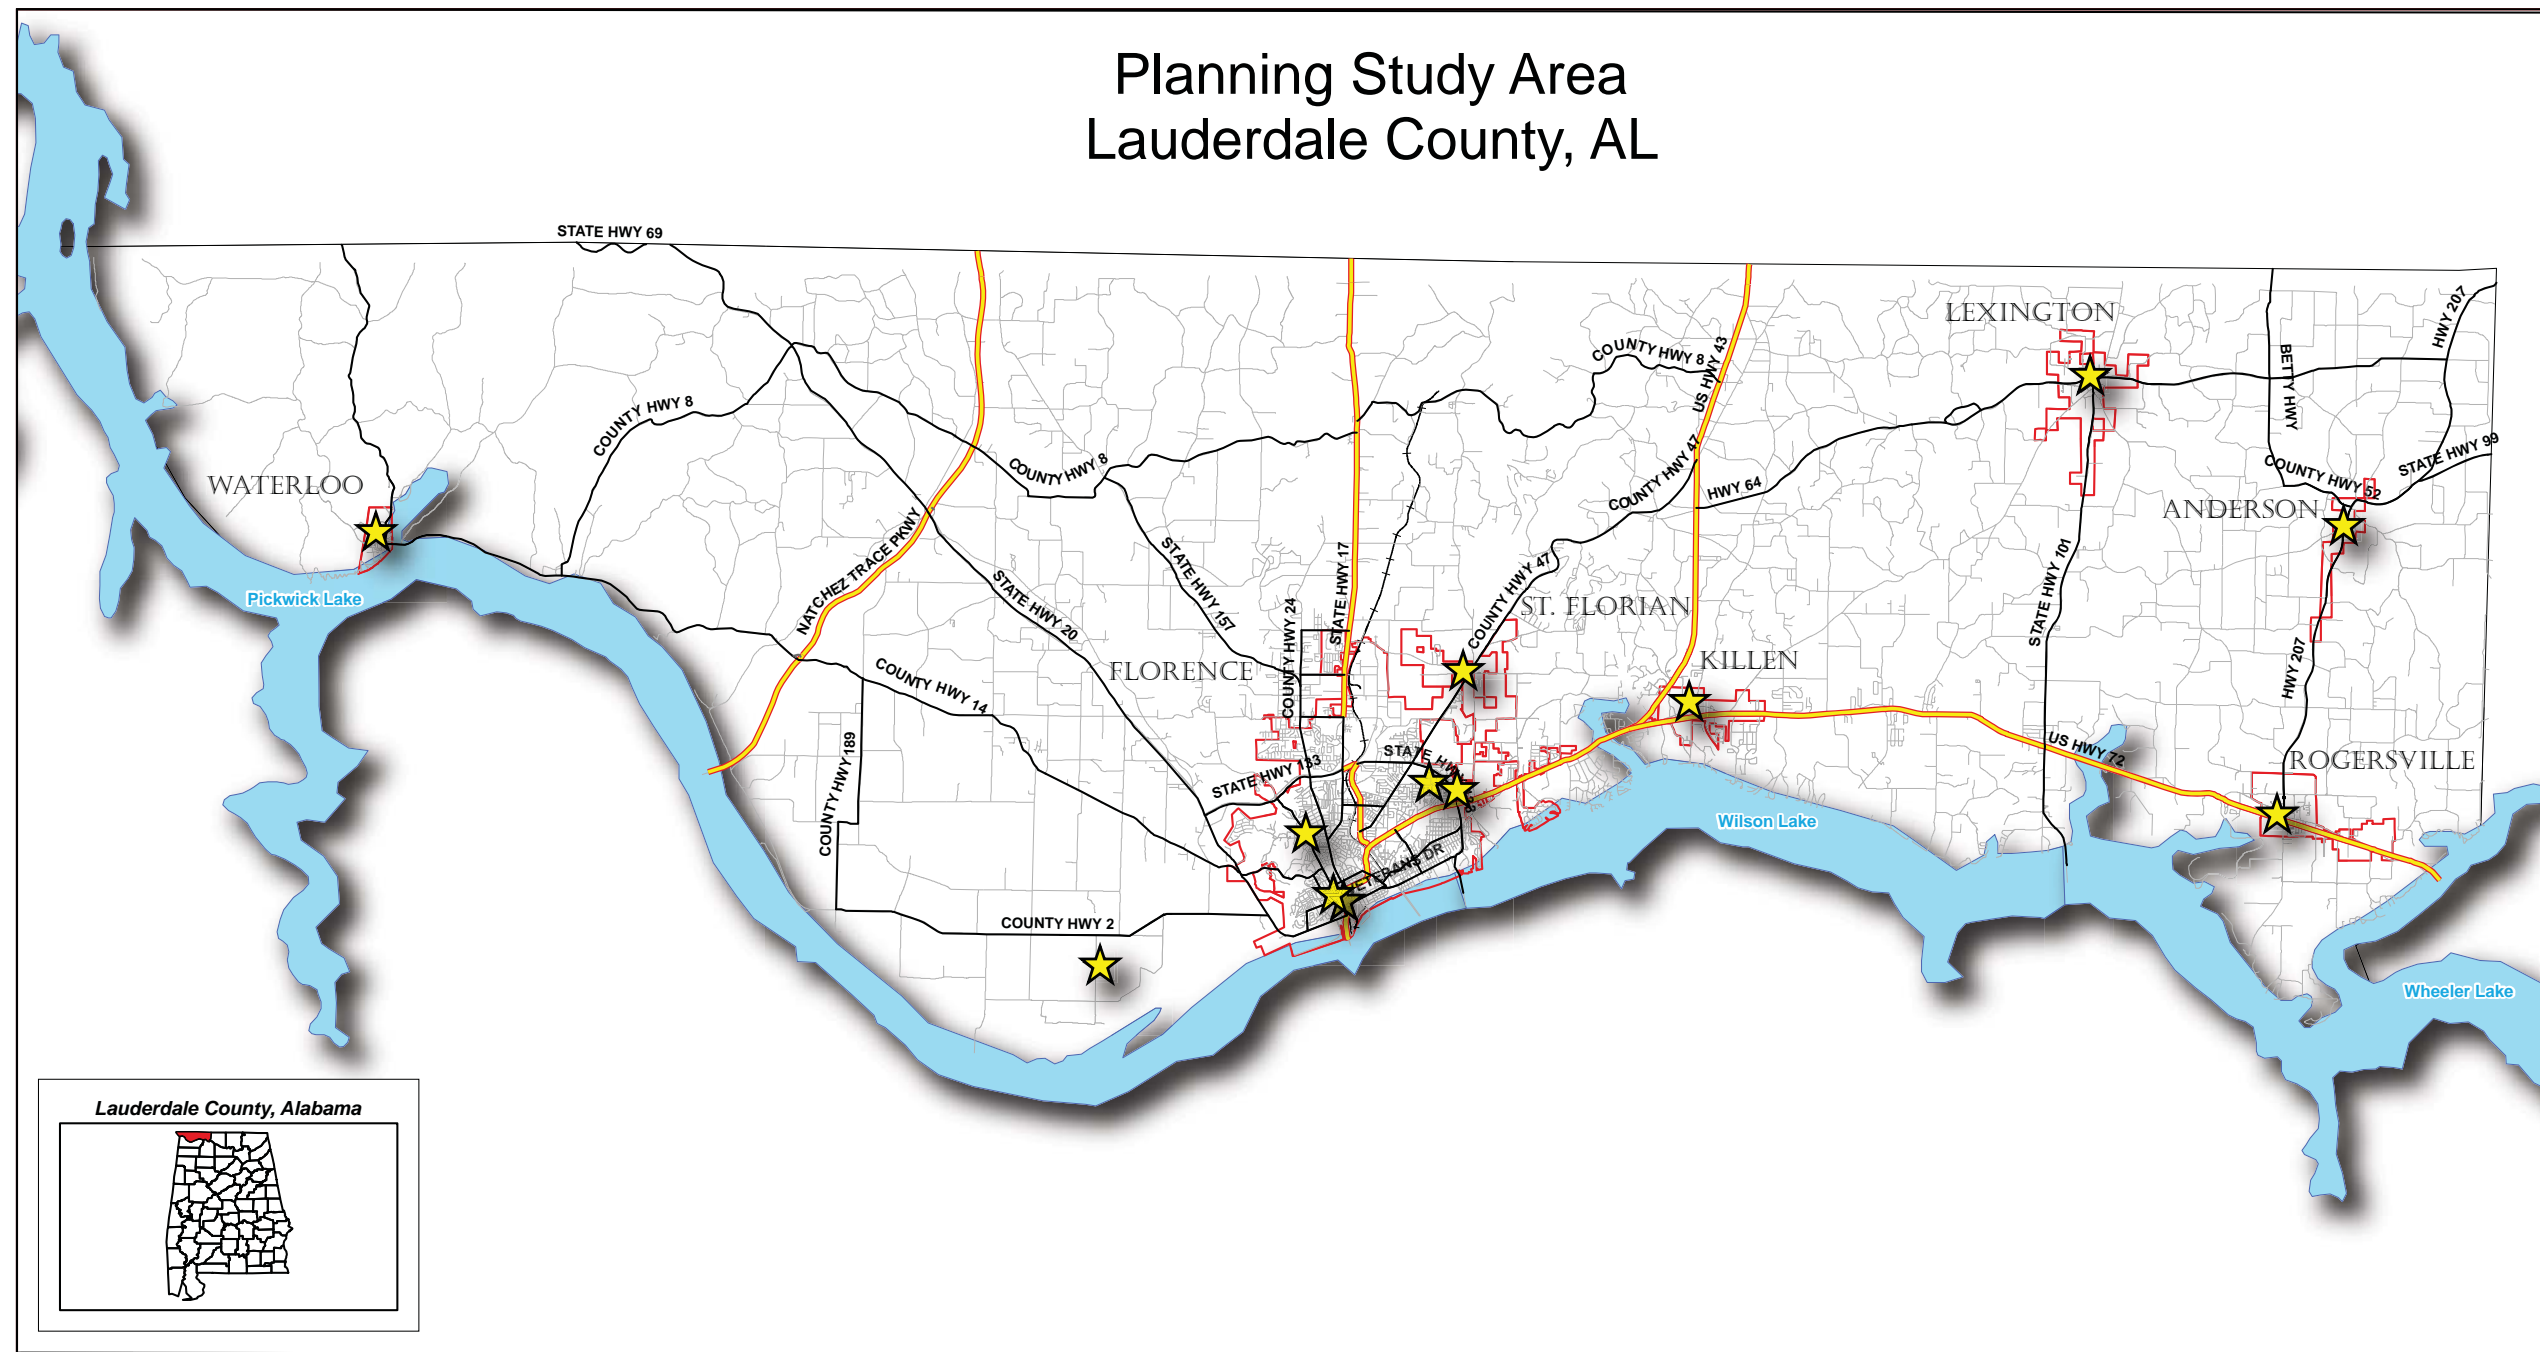 Planning Study Area
Lauderdale County, AL
STATE HWY 69
HWY 207
LEXINGTON
COUNTY HWY 8
US HWY 43
BETTY HWY
COUNTY HWY 8
COUNTY HWY 8
COUNTY HWY 47
STATE HWY 99
COUNTY HWY 52
WATERLOO
HWY 64
ANDERSON
NATCHEZ TRACE PKWY
STATE HWY 157
STATE HWY 17
COUNTY HWY 47
STATE HWY 101
Pickwick Lake
STATE HWY 20
COUNTY HWY 24
ST. FLORIAN
FLORENCE
KILLEN
HWY 207
COUNTY HWY 14
COUNTY HWY 189
STATE HWY 133
STATE
US HWY 72
ROGERSVILLE
Wilson Lake
VETERANS DR
COUNTY HWY 2
Wheeler Lake
Lauderdale County, Alabama